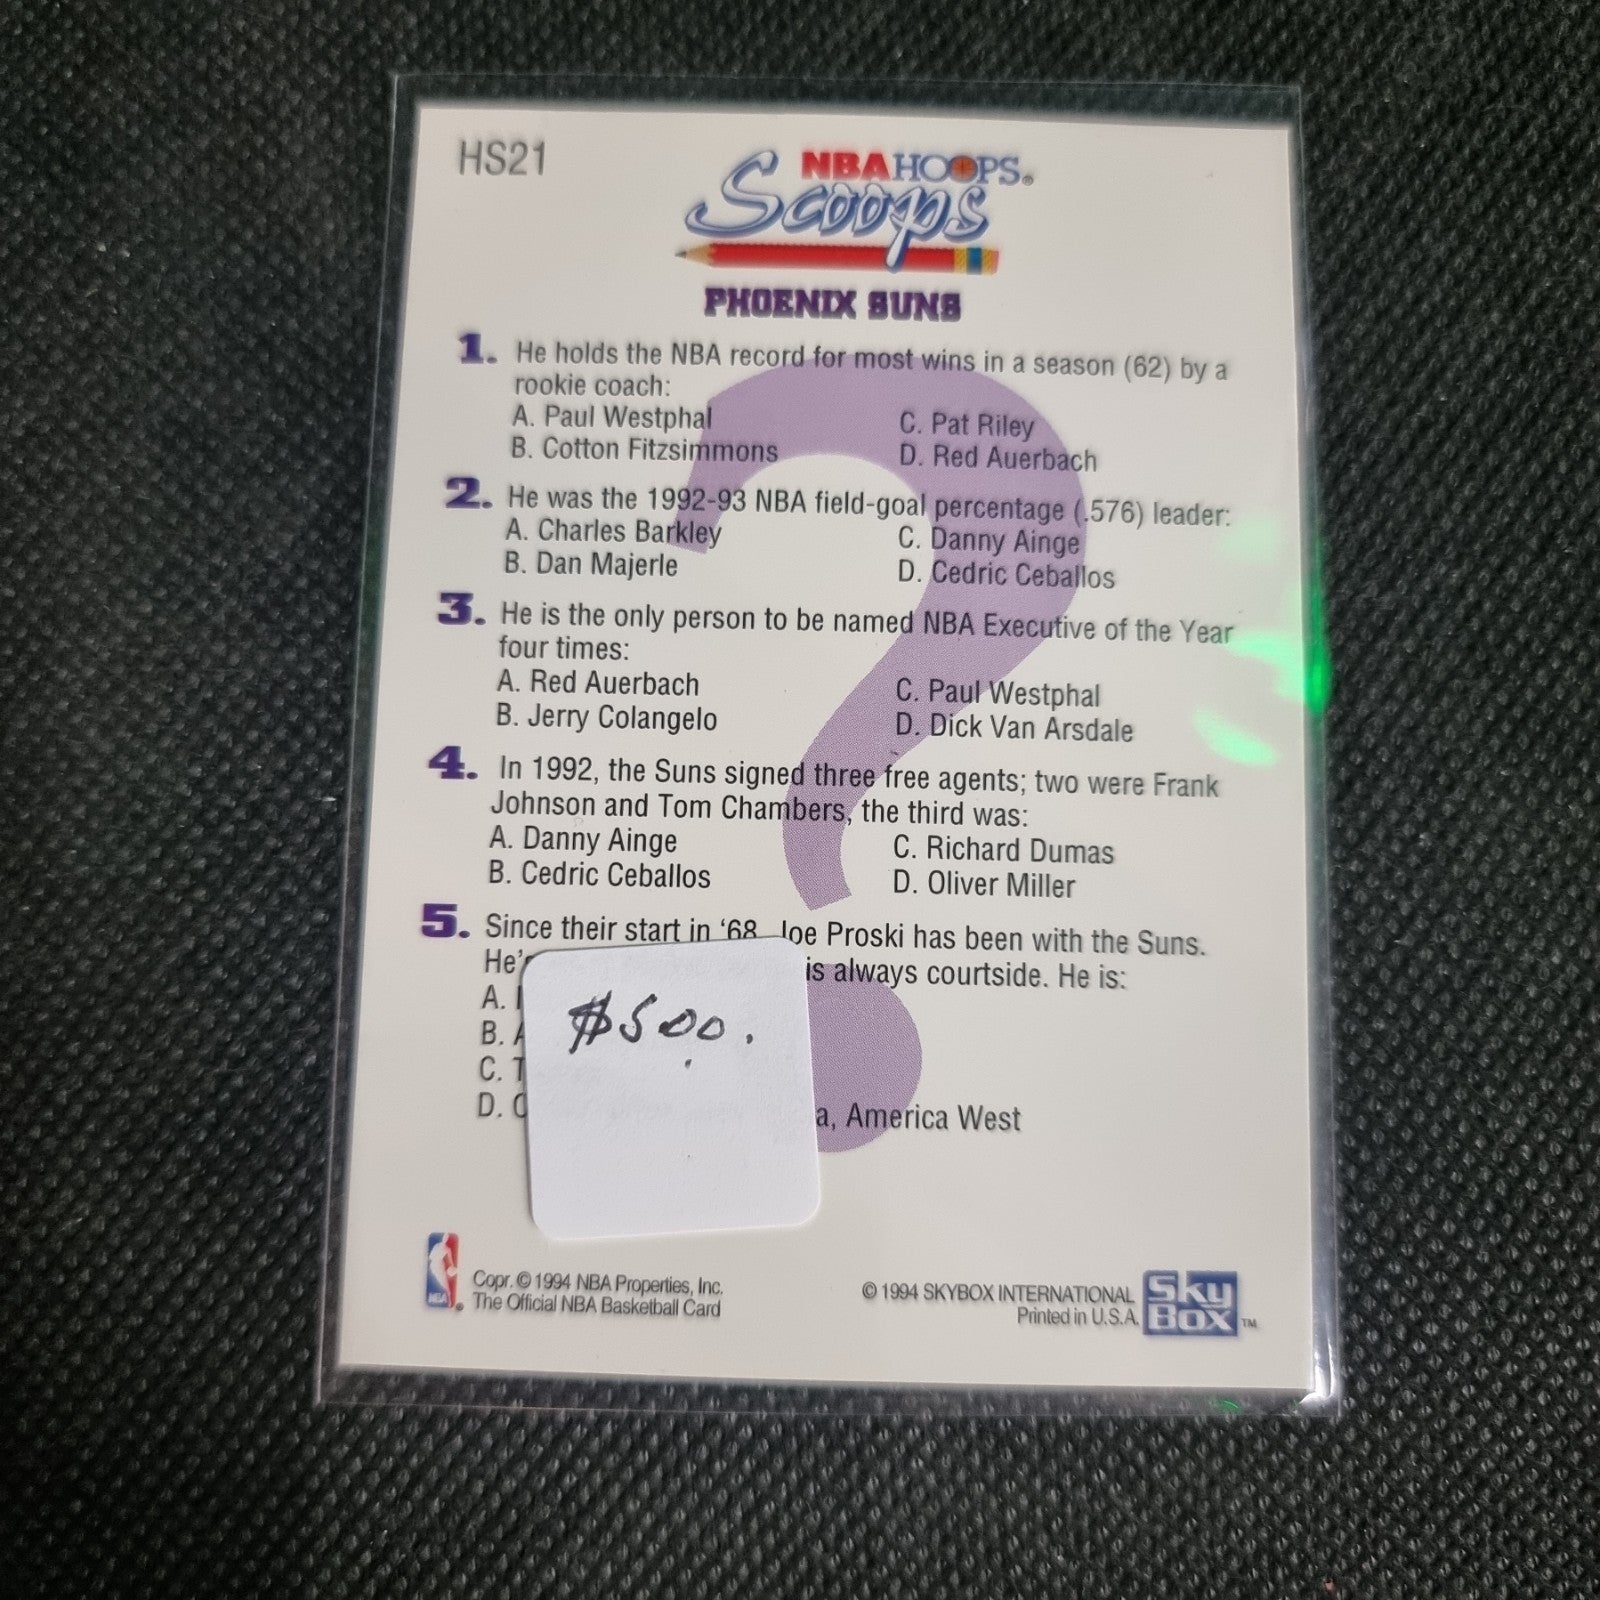 HS21
NBA HOOPS®
Scoops
PHOENIX SUNS
1. He holds the NBA record for most wins in a season (62) by a
rookie coach:
A. Paul Westphal C. Pat Riley
B. Cotton Fitzsimmons D. Red Auerbach
2. He was the 1992-93 NBA field-goal percentage (.576) leader:
A. Charles Barkley C. Danny Ainge
B. Dan Majerle D. Cedric Ceballos
3. He is the only person to be named NBA Executive of the Year
four times:
A. Red Auerbach C. Paul Westphal
B. Jerry Colangelo D. Dick Van Arsdale
4. In 1992, the Suns signed three free agents; two were Frank
Johnson and Tom Chambers, the third was:
A. Danny Ainge C. Richard Dumas
B. Cedric Ceballos D. Oliver Miller
5. Since their start in '68, Joe Proski has been with the Suns.
is always courtside. He is:
A.
B.
C.
D. America West
$5.00.
NBA
Copr. © 1994 NBA Properties, Inc.
The Official NBA Basketball Card
© 1994 SKYBOX INTERNATIONAL
Printed in U.S.A.
SKY
BOX™